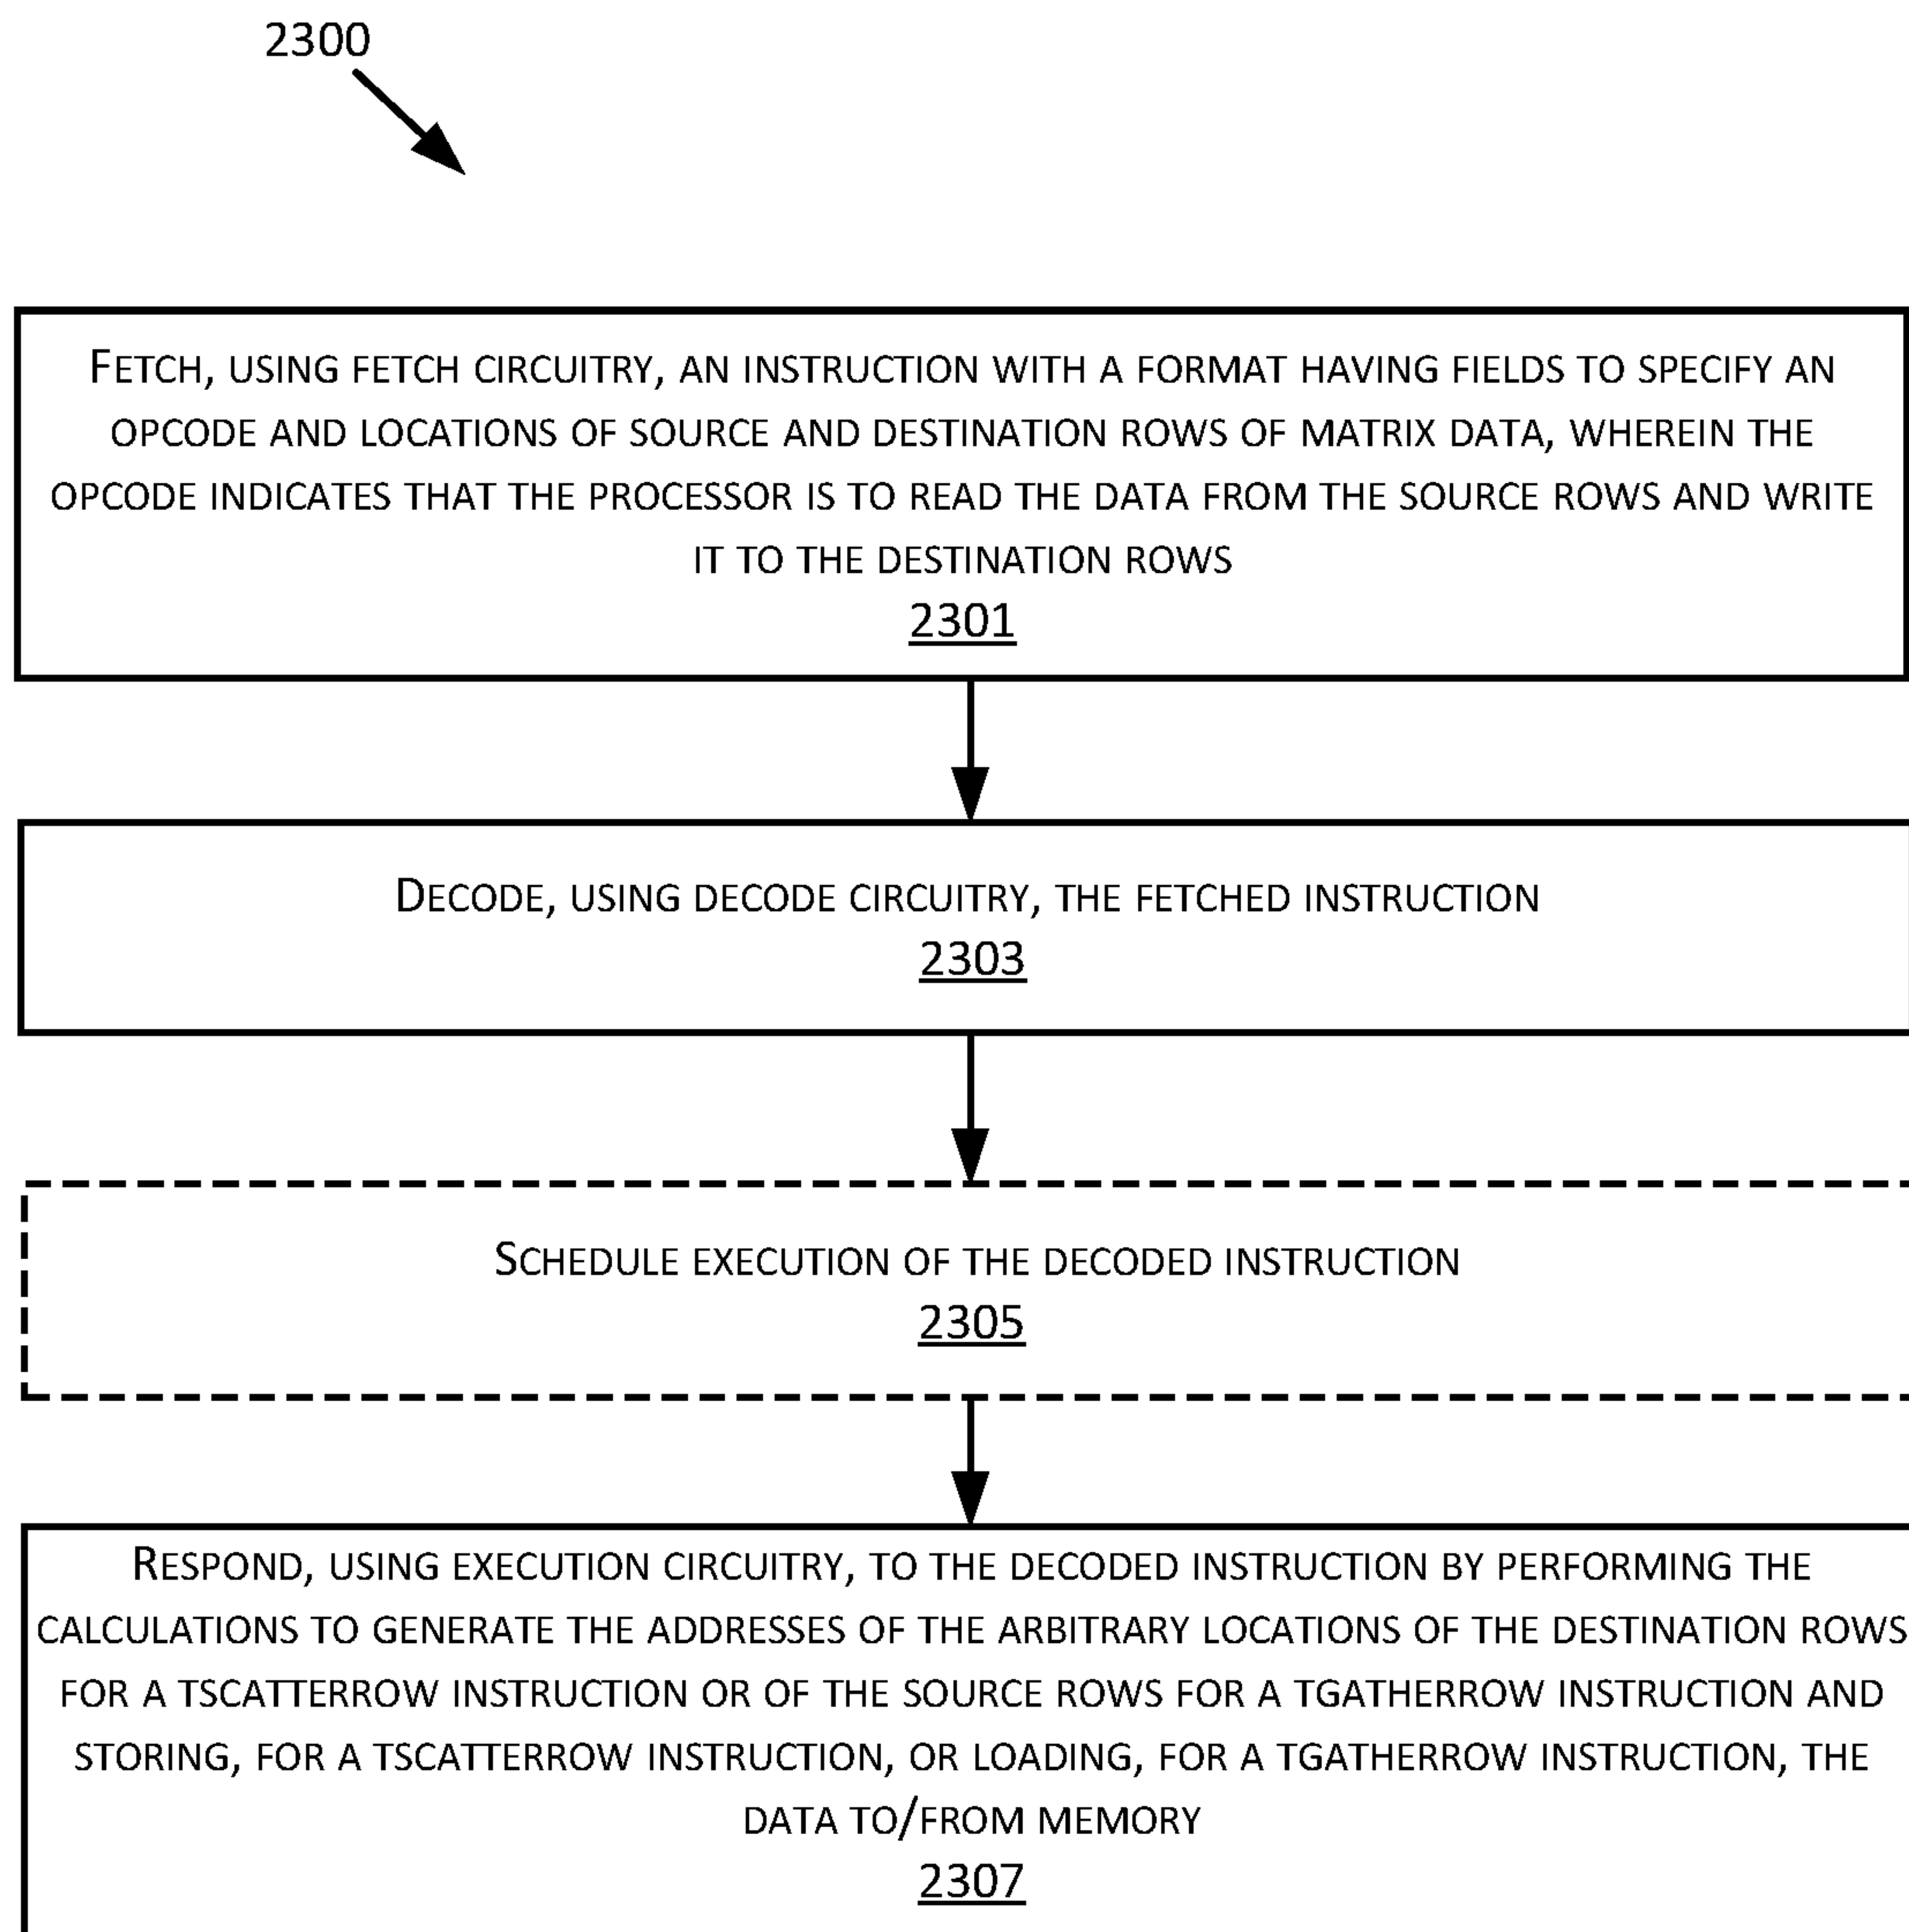 2300
FETCH, USING FETCH CIRCUITRY, AN INSTRUCTION WITH A FORMAT HAVING FIELDS TO SPECIFY AN
OPCODE AND LOCATIONS OF SOURCE AND DESTINATION ROWS OF MATRIX DATA, WHEREIN THE
OPCODE INDICATES THAT THE PROCESSOR IS TO READ THE DATA FROM THE SOURCE ROWS AND WRITE
IT TO THE DESTINATION ROWS
2301
DECODE, USING DECODE CIRCUITRY, THE FETCHED INSTRUCTION
2303
SCHEDULE EXECUTION OF THE DECODED INSTRUCTION
2305
RESPOND, USING EXECUTION CIRCUITRY, TO THE DECODED INSTRUCTION BY PERFORMING THE
CALCULATIONS TO GENERATE THE ADDRESSES OF THE ARBITRARY LOCATIONS OF THE DESTINATION ROWS
FOR A TSCATTERROW INSTRUCTION OR OF THE SOURCE ROWS FOR A TGATHERROW INSTRUCTION AND
STORING, FOR A TSCATTERROW INSTRUCTION, OR LOADING, FOR A TGATHERROW INSTRUCTION, THE
DATA TO/FROM MEMORY
2307